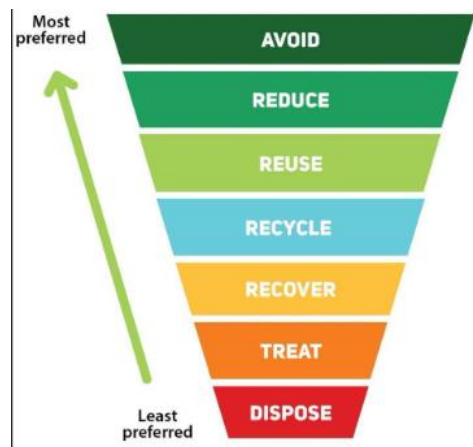 Most
preferred
AVOID
REDUCE
REUSE
RECYCLE
RECOVER
TREAT
DISPOSE
Least
preferred